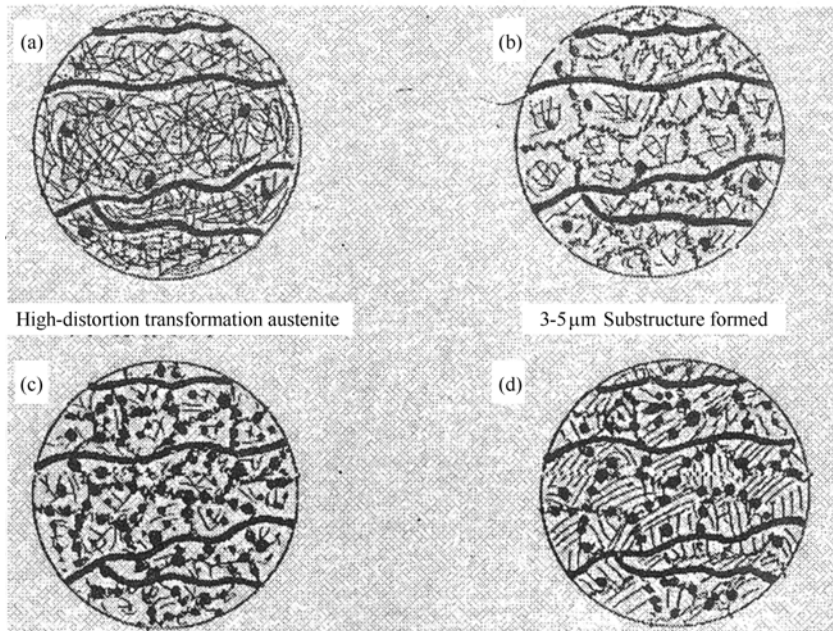 (a)
(b)
High-distortion transformation austenite
3-5μm Substructure formed
(c)
(d)